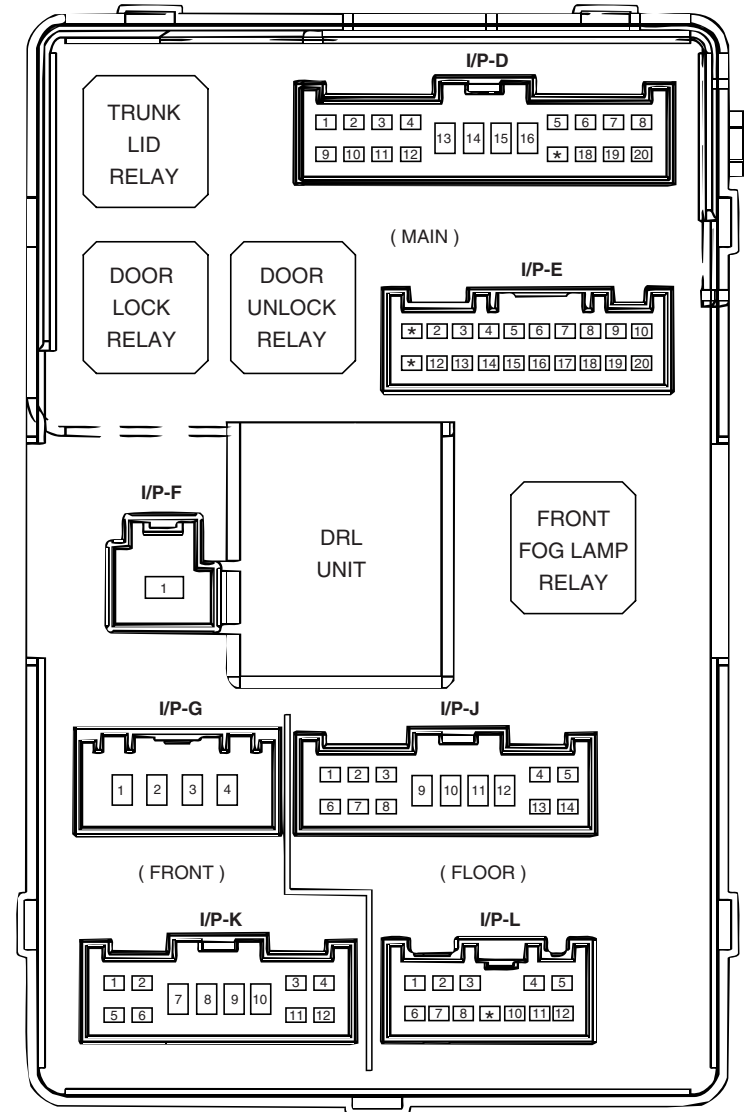 I/P-D
TRUNK
LID
RELAY
1 2 3 4 13 14 15 16 5 6 7 8
9 10 11 12 * 18 19 20
( MAIN )
DOOR
LOCK
RELAY
DOOR
UNLOCK
RELAY
I/P-E
* 2 3 4 5 6 7 8 9 10
* 12 13 14 15 16 17 18 19 20
I/P-F
1
DRL
UNIT
FRONT
FOG LAMP
RELAY
I/P-G
1 2 3 4
I/P-J
1 2 3 9 10 11 12 4 5
6 7 8 13 14
( FRONT )
( FLOOR )
I/P-K
1 2 7 8 9 10 3 4
5 6 11 12
I/P-L
1 2 3 4 5
6 7 8 * 10 11 12